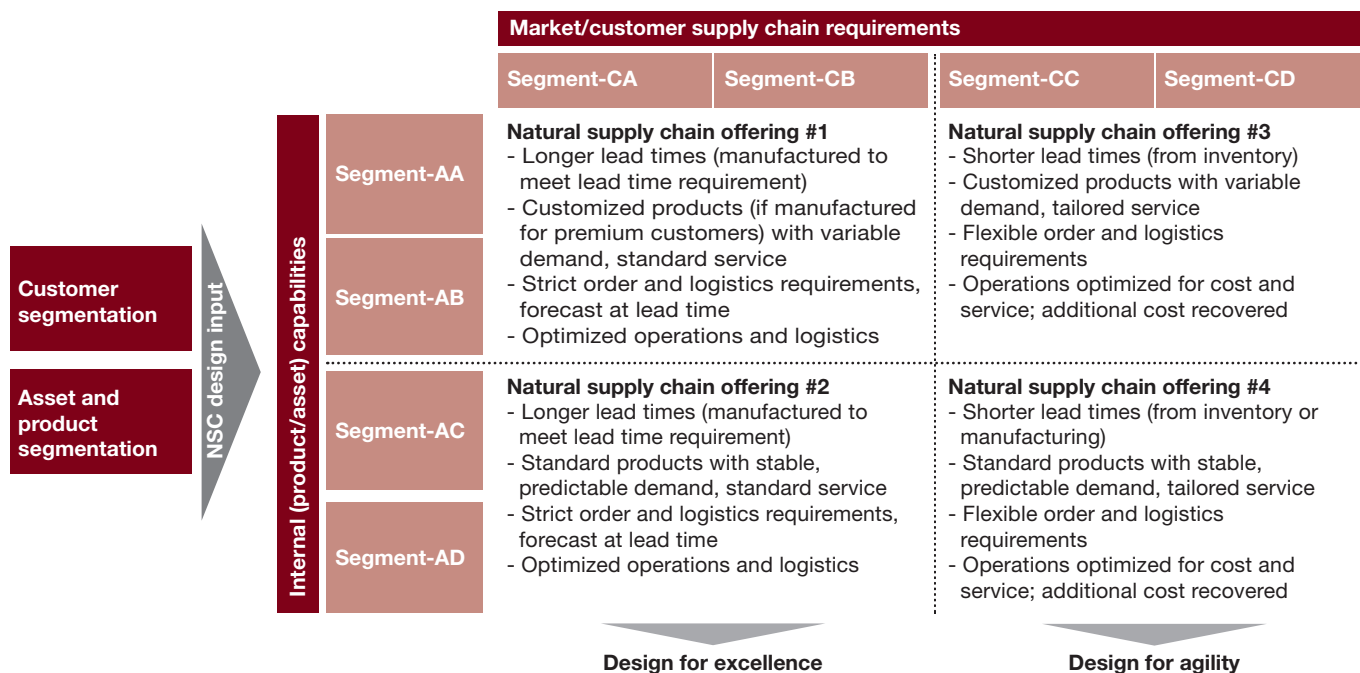 Market/customer supply chain requirements
Segment-CA
Segment-CB
Segment-CC
Segment-CD
Customer
segmentation
Asset and
product
segmentation
NSC design input
Internal (product/asset) capabilities
Segment-AA
Segment-AB
Segment-AC
Segment-AD
Natural supply chain offering #1
- Longer lead times (manufactured to
meet lead time requirement)
- Customized products (if manufactured
for premium customers) with variable
demand, standard service
- Strict order and logistics requirements,
forecast at lead time
- Optimized operations and logistics
Natural supply chain offering #3
- Shorter lead times (from inventory)
- Customized products with variable
demand, tailored service
- Flexible order and logistics
requirements
- Operations optimized for cost and
service; additional cost recovered
Natural supply chain offering #2
- Longer lead times (manufactured to
meet lead time requirement)
- Standard products with stable,
predictable demand, standard service
- Strict order and logistics requirements,
forecast at lead time
- Optimized operations and logistics
Natural supply chain offering #4
- Shorter lead times (from inventory or
manufacturing)
- Standard products with stable,
predictable demand, tailored service
- Flexible order and logistics
requirements
- Operations optimized for cost and
service; additional cost recovered
Design for excellence
Design for agility